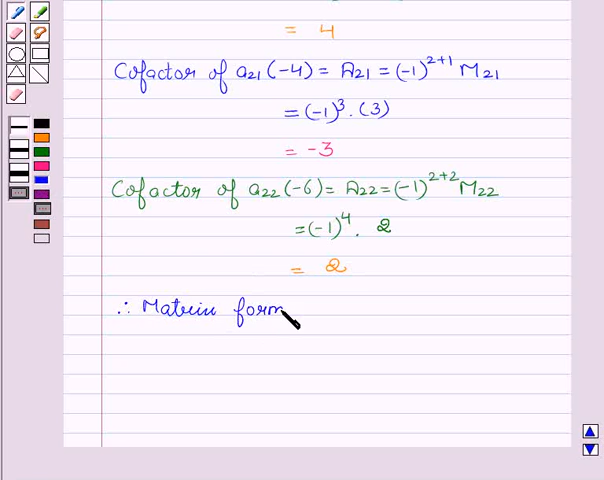 = 4
Cofactor of a₂₁(-4) = A₂₁ = (-1)²⁺¹ M₂₁
= (-1)³ . (3)
= -3
Cofactor of a₂₂(-6) = A₂₂ = (-1)²⁺² M₂₂
= (-1)⁴ . 2
= 2
∴ Matrix form